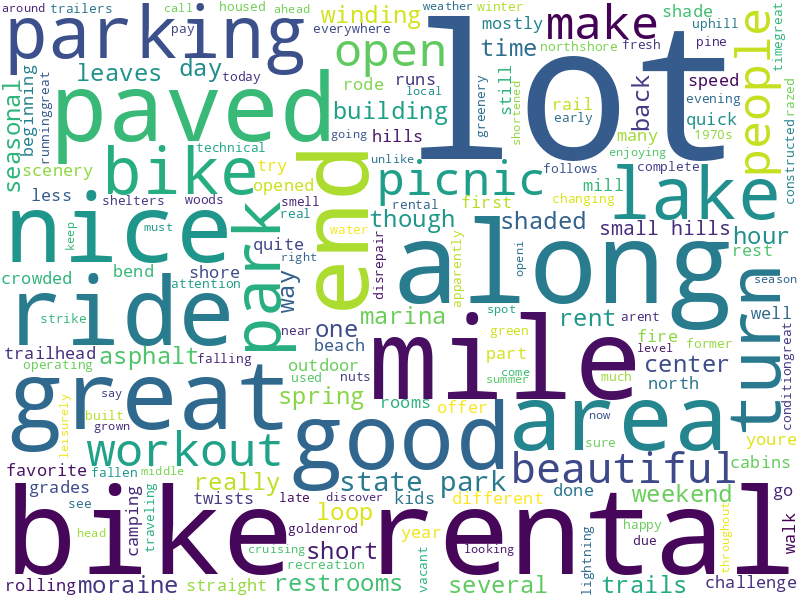 around trailers call housed ahead weather winter shade uphill
parking pay everywhere winding mostly make timegreat
lot
today open time northshore fresh pine
leaves day people
seasonal beginning runninggreat rode runs local greenery still shortened back speed evening
paved building rail early quick razed
technical going hills many 1970s constructed
bike end unlike enjoying
scenery try follows complete
opened picnic mill changing lake
less shelters woods smell real rental first
nice park though shaded small hills hour
keep must water quite disrepair along apparently openi rest
crowded bend shore way right season
attention near one spot arent well
ride strike beach marina rent green fire former turn
trailhead asphalt falling outdoor mile part level center conditiongreat
operating used nuts spring come summer much north
say rooms now
great built grown leisurely good offer area sure youre
workout beautiful
favorite fallen middle really state park cabins
grades twists late discover kids different done weekend go
see camping traveling goldenrod loop year happy throughout walk
head cruising short looking due
bike rental
recreation vacant lightning
rolling moraine straight restrooms several trails challenge